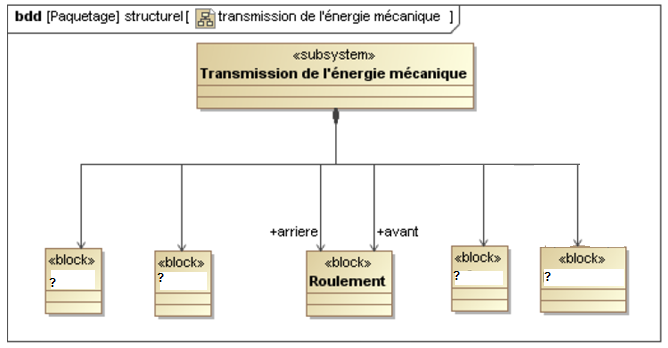 bdd [Paquetage] structurel[ transmission de l'énergie mécanique ]
«subsystem»
Transmission de l'énergie mécanique
+arriere +avant
«block» «block» «block» «block» «block»
? ? Roulement ? ?